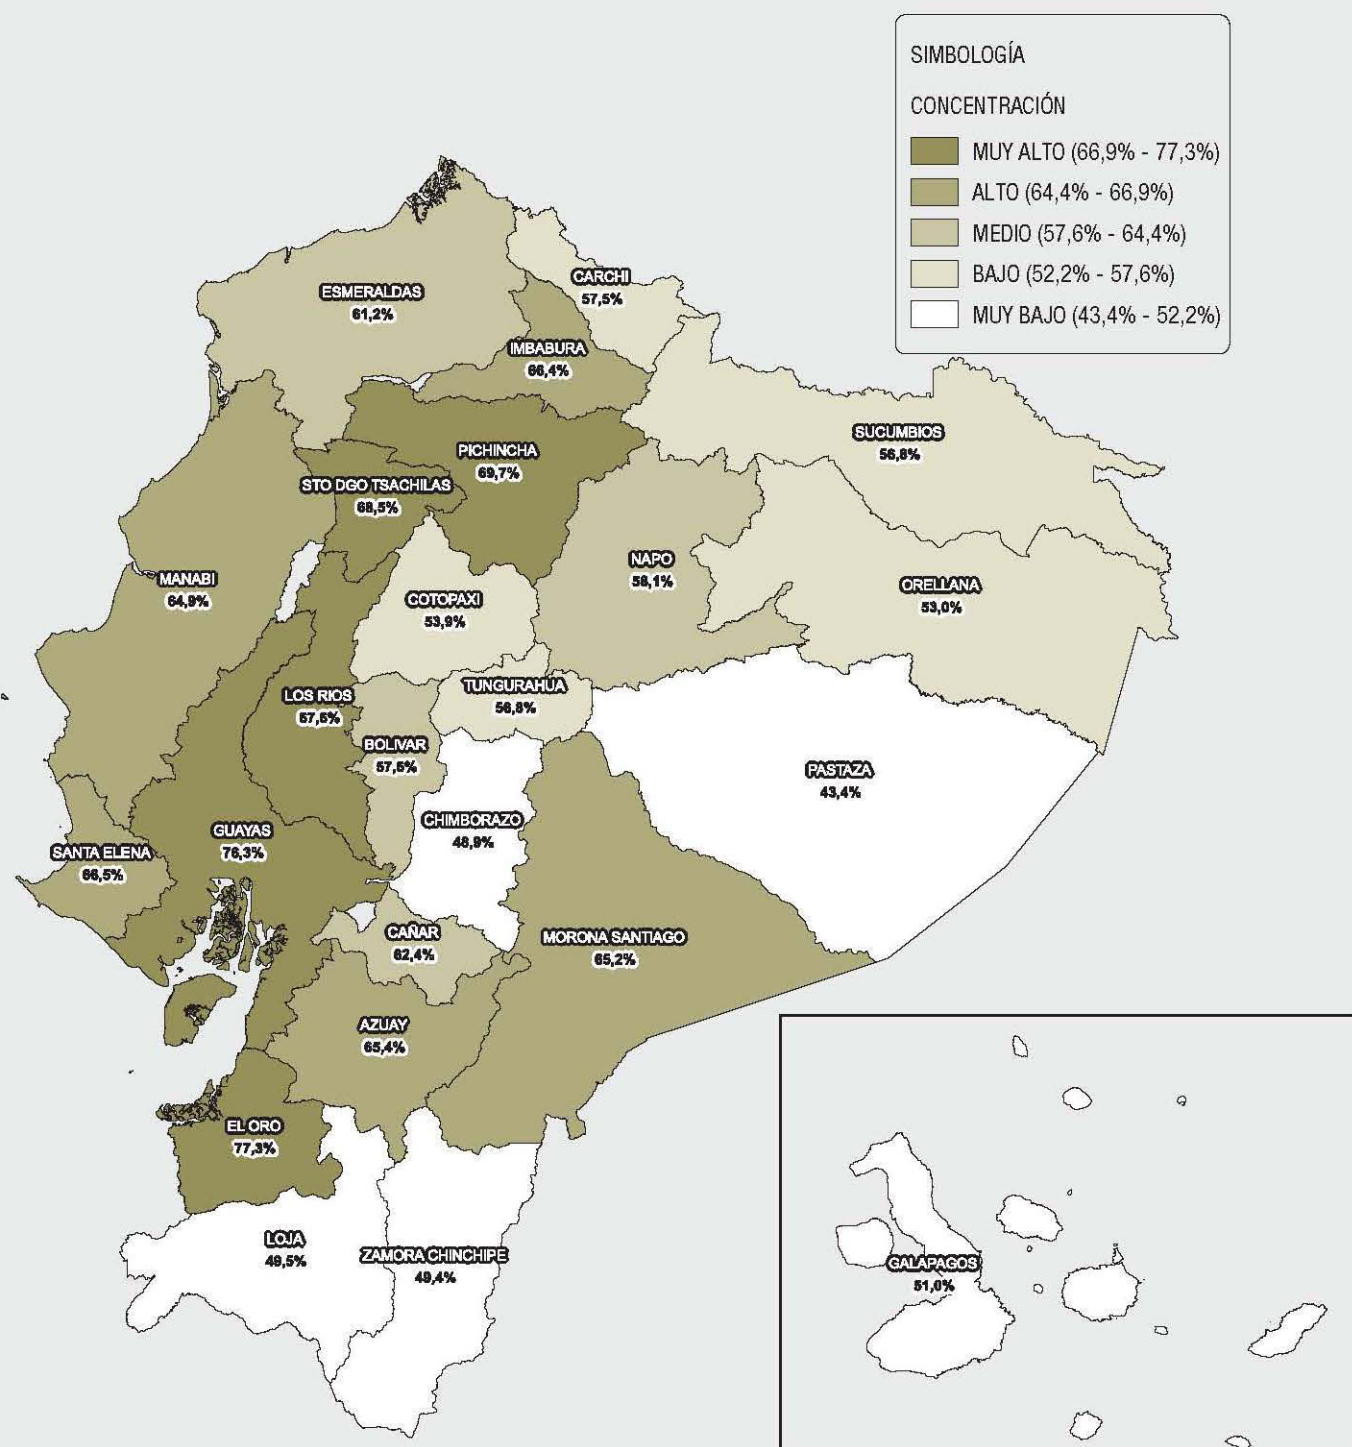 SIMBOLOGÍA
CONCENTRACIÓN
MUY ALTO (66,9% - 77,3%)
ALTO (64,4% - 66,9%)
MEDIO (57,6% - 64,4%)
BAJO (52,2% - 57,6%)
MUY BAJO (43,4% - 52,2%)
CARCHI
57,5%
ESMERALDAS
61,2%
IMBABURA
66,4%
SUCUMBIOS
56,8%
PICHINCHA
69,7%
STO DGO TSACHILAS
68,5%
NAPO
58,1%
MANABI
64,9%
ORELLANA
53,0%
COTOPAXI
53,9%
TUNGURAHUA
56,8%
LOS RIOS
BOLIVAR
57,6%
PASTAZA
43,4%
CHIMBORAZO
48,9%
GUAYAS
76,3%
SANTA ELENA
66,5%
CAÑAR
62,4%
MORONA SANTIAGO
65,2%
AZUAY
65,4%
EL ORO
77,3%
LOJA
49,5%
ZAMORA CHINCHIPE
49,4%
GALAPAGOS
51,0%